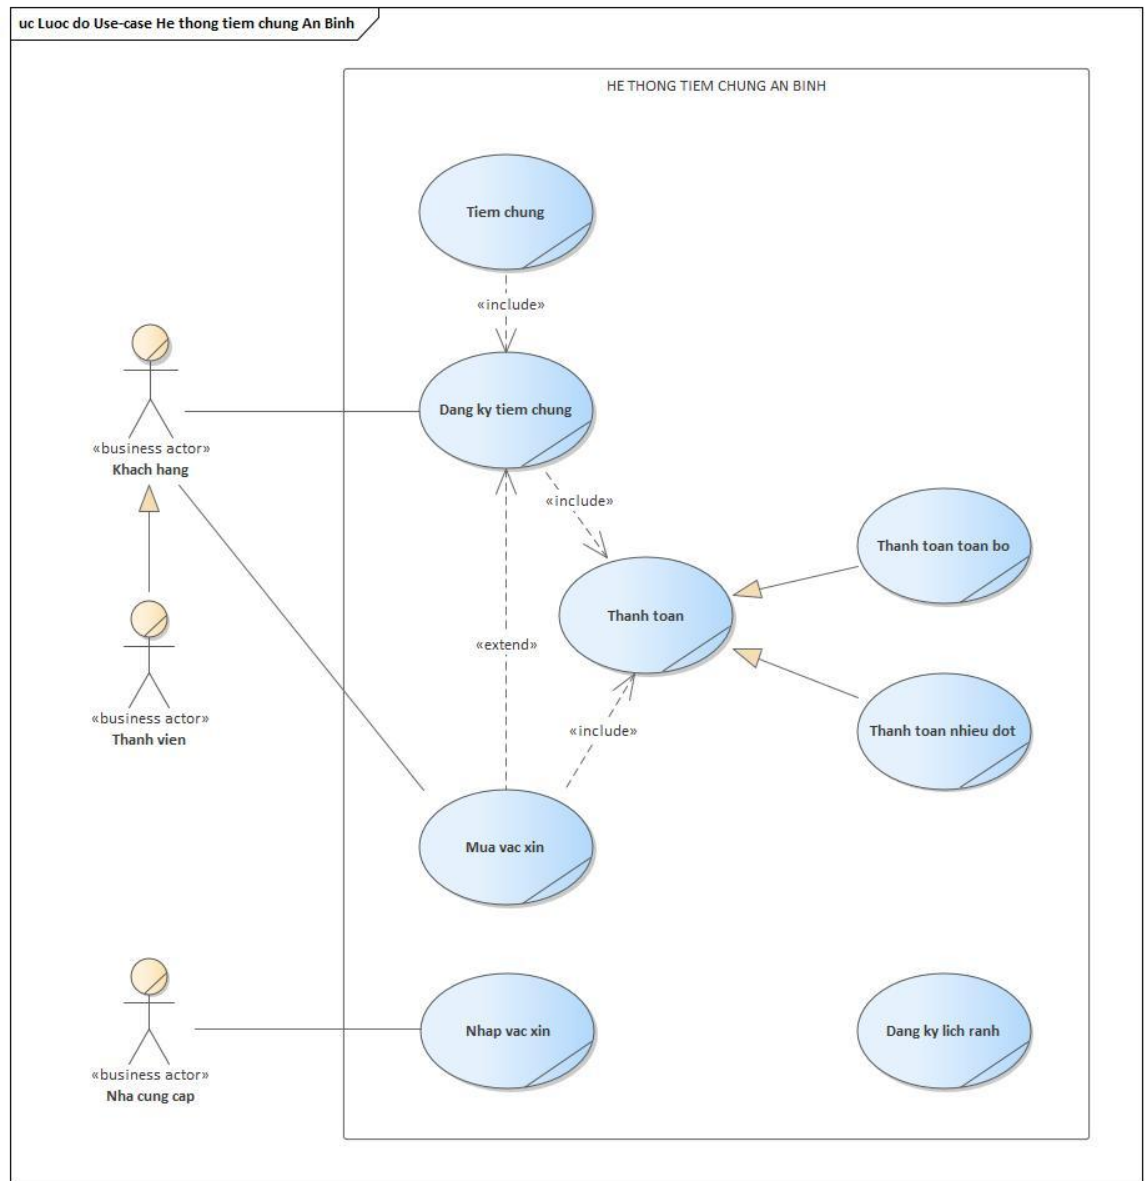 uc Luoc do Use-case He thong tiem chung An Binh
HE THONG TIEM CHUNG AN BINH
Tiem chung
«include»
Dang ky tiem chung
«business actor»
Khach hang
«include»
Thanh toan toan bo
Thanh toan
«extend»
«business actor»
Thanh vien
«include»
Thanh toan nhieu dot
Mua vac xin
Nhap vac xin
Dang ky lich ranh
«business actor»
Nha cung cap